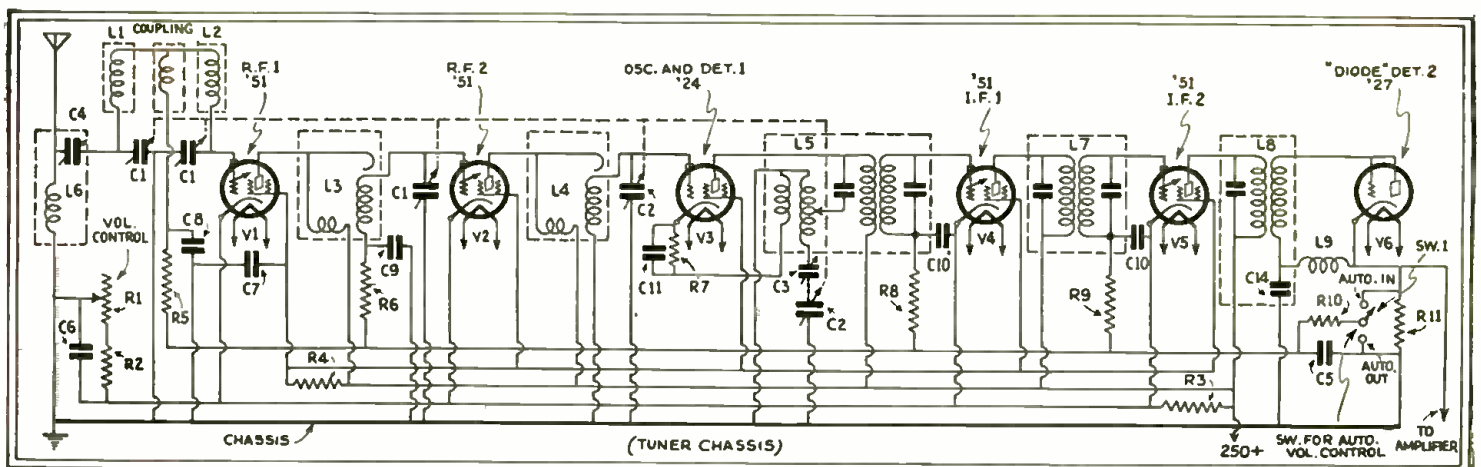 L1 COUPLING L2
R.F.1
'51
R.F.2
'51
OSC. AND DET.1
'24
'51
I.F.1
'51
I.F.2
"DIODE" DET.2
'27
C4
C1
C1
L6
VOL.
CONTROL
R1
C6
R2
C8
C7
R5
V1
L3
C9
R6
R4
C1
V2
L4
C2
C11
R7
V3
L5
C3
C2
R8
C10
V4
L7
R9
C10
V5
L8
C14
L9
V6
SW.1
AUTO. IN
R10
R11
C5
AUTO.
OUT
R3
CHASSIS
(TUNER CHASSIS)
250+
SW. FOR AUTO.
VOL. CONTROL
TO
AMPLIFIER